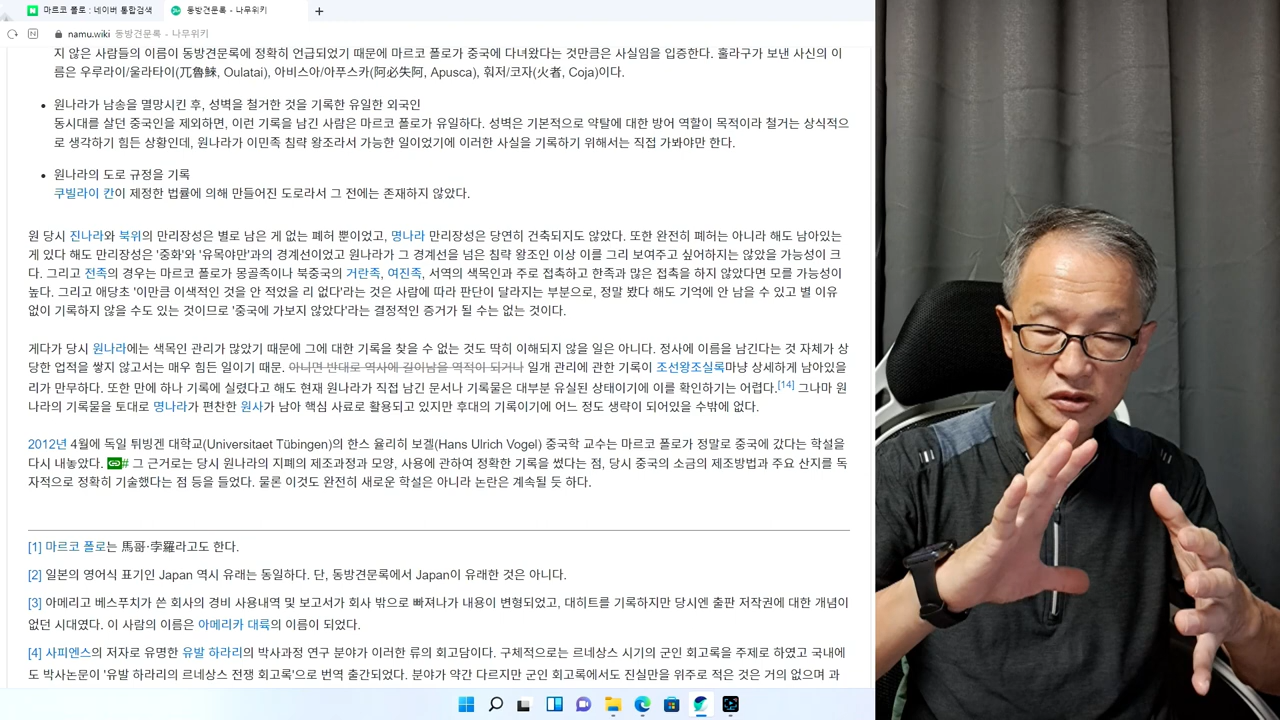 마르코 폴로 : 네이버 통합검색
동방견문록 - 나무위키
namu.wiki 동방견문록 - 나무위키
지 않은 사람들의 이름이 동방견문록에 정확히 언급되었기 때문에 마르코 폴로가 중국에 다녀왔다는 것만큼은 사실임을 입증한다. 훌라구가 보낸 사신의 이
름은 우루라이/울라타이(兀魯觮, Oulatai), 아비스아/아푸스카(阿必失阿, Apusca), 훠저/코자(火者, Coja)이다.
• 원나라가 남송을 멸망시킨 후, 성벽을 철거한 것을 기록한 유일한 외국인
동시대를 살던 중국인을 제외하면, 이런 기록을 남긴 사람은 마르코 폴로가 유일하다. 성벽은 기본적으로 약탈에 대한 방어 역할이 목적이라 철거는 상식적으
로 생각하기 힘든 상황인데, 원나라가 이민족 침략 왕조라서 가능한 일이었기에 이러한 사실을 기록하기 위해서는 직접 가봐야만 한다.
• 원나라의 도로 규정을 기록
쿠빌라이 칸이 제정한 법률에 의해 만들어진 도로라서 그 전에는 존재하지 않았다.
원 당시 진나라와 북위의 만리장성은 별로 남은 게 없는 폐허 뿐이었고, 명나라 만리장성은 당연히 건축되지도 않았다. 또한 완전히 폐허는 아니라 해도 남아있는
게 있다 해도 만리장성은 '중화'와 '유목야만'과의 경계선이었고 원나라가 그 경계선을 넘은 침략 왕조인 이상 이를 그리 보여주고 싶어하지는 않았을 가능성이 크
다. 그리고 전족의 경우는 마르코 폴로가 몽골족이나 북중국의 거란족, 여진족, 서역의 색목인과 주로 접촉하고 한족과 많은 접촉을 하지 않았다면 모를 가능성이
높다. 그리고 애당초 '이만큼 이색적인 것을 안 적었을 리 없다'라는 것은 사람에 따라 판단이 달라지는 부분으로, 정말 봤다 해도 기억에 안 남을 수 있고 별 이유
없이 기록하지 않을 수도 있는 것이므로 '중국에 가보지 않았다'라는 결정적인 증거가 될 수는 없는 것이다.
게다가 당시 원나라에는 색목인 관리가 많았기 때문에 그에 대한 기록을 찾을 수 없는 것도 딱히 이해되지 않을 일은 아니다. 정사에 이름을 남긴다는 것 자체가 상
당한 업적을 쌓지 않고서는 매우 힘든 일이기 때문. 아니면 반대로 역사에 길이남을 역적이 되거나 일개 관리에 관한 기록이 조선왕조실록마냥 상세하게 남아있을
리가 만무하다. 또한 만에 하나 기록에 실렸다고 해도 현재 원나라가 직접 남긴 문서나 기록물은 대부분 유실된 상태이기에 이를 확인하기는 어렵다.[14] 그나마 원
나라의 기록물을 토대로 명나라가 편찬한 원사가 남아 핵심 사료로 활용되고 있지만 후대의 기록이기에 어느 정도 생략이 되어있을 수밖에 없다.
2012년 4월에 독일 튀빙겐 대학교(Universitaet Tübingen)의 한스 율리히 보겔(Hans Ulrich Vogel) 중국학 교수는 마르코 폴로가 정말로 중국에 갔다는 학설을
다시 내놓았다. # 그 근거로는 당시 원나라의 지폐의 제조과정과 모양, 사용에 관하여 정확한 기록을 썼다는 점, 당시 중국의 소금의 제조방법과 주요 산지를 독
자적으로 정확히 기술했다는 점 등을 들었다. 물론 이것도 완전히 새로운 학설은 아니라 논란은 계속될 듯 하다.
[1] 마르코 폴로는 馬哥·孛羅라고도 한다.
[2] 일본의 영어식 표기인 Japan 역시 유래는 동일하다. 단, 동방견문록에서 Japan이 유래한 것은 아니다.
[3] 아메리고 베스푸치가 쓴 회사의 경비 사용내역 및 보고서가 회사 밖으로 빠져나가 내용이 변형되었고, 대히트를 기록하지만 당시엔 출판 저작권에 대한 개념이
없던 시대였다. 이 사람의 이름은 아메리카 대륙의 이름이 되었다.
[4] 사피엔스의 저자로 유명한 유발 하라리의 박사과정 연구 분야가 이러한 류의 회고담이다. 구체적으로는 르네상스 시기의 군인 회고록을 주제로 하였고 국내에
도 박사논문이 '유발 하라리의 르네상스 전쟁 회고록'으로 번역 출간되었다. 분야가 약간 다르지만 군인 회고록에서도 진실만을 위주로 적은 것은 거의 없으며 과